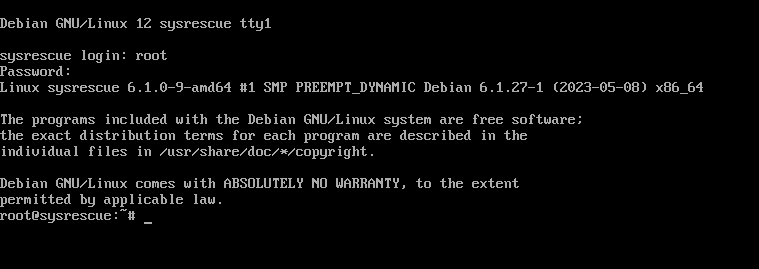 Debian GNU/Linux 12 sysrescue tty1
sysrescue login: root
Password:
Linux sysrescue 6.1.0-9-amd64 #1 SMP PREEMPT_DYNAMIC Debian 6.1.27-1 (2023-05-08) x86_64
The programs included with the Debian GNU/Linux system are free software;
the exact distribution terms for each program are described in the
individual files in /usr/share/doc/*/copyright.
Debian GNU/Linux comes with ABSOLUTELY NO WARRANTY, to the extent
permitted by applicable law.
root@sysrescue:~# _